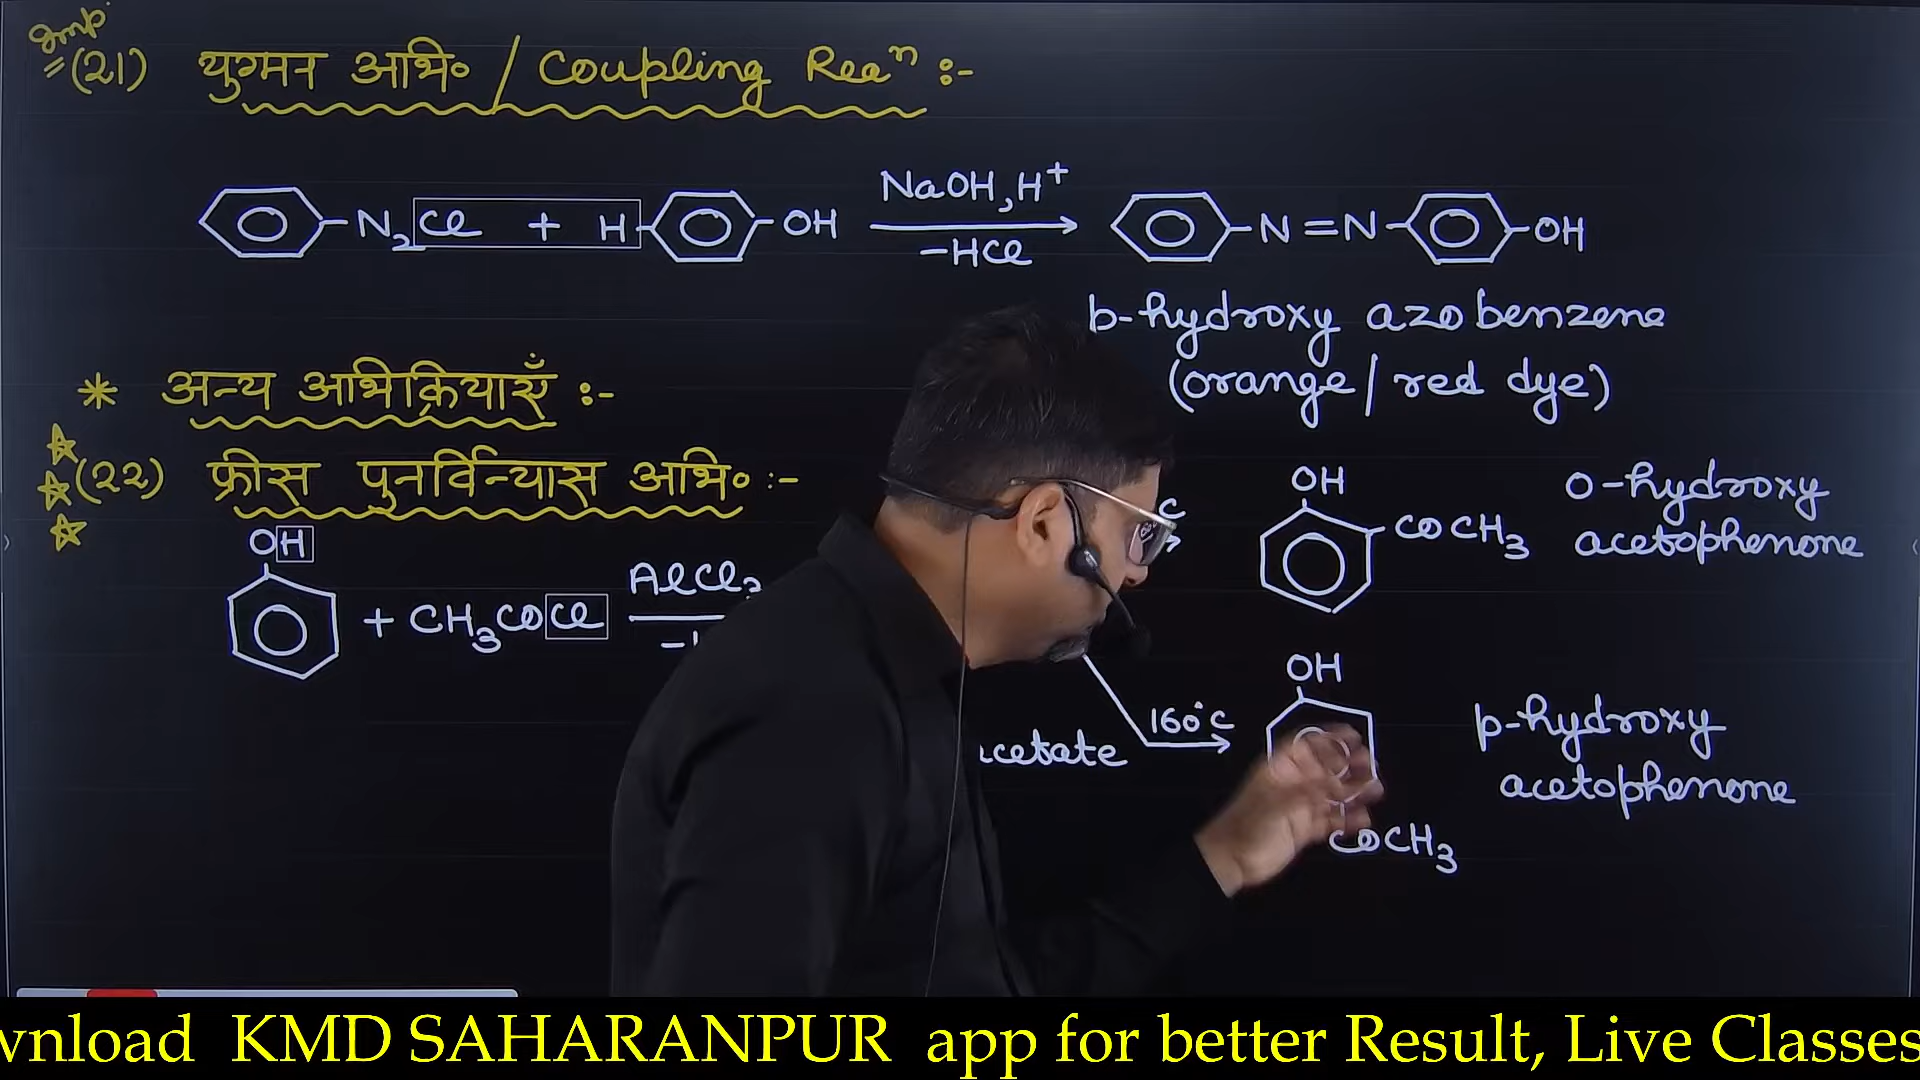 Imp.
(21) युग्मन अभि० / Coupling Reaⁿ :-
N₂Cl + H OH NaOH, H⁺ -HCl N=N OH
p-hydroxy azobenzene
(orange/red dye)
* अन्य अभिक्रियाएँ :-
(22) फ्रीस पुनर्विन्यास अभि० :-
OH
+ CH₃COCl AlCl₃
C
OH
COCH₃
o-hydroxy
acetophenone
cetate
160°C
OH
COCH₃
p-hydroxy
acetophenone
wnload KMD SAHARANPUR app for better Result, Live Classes